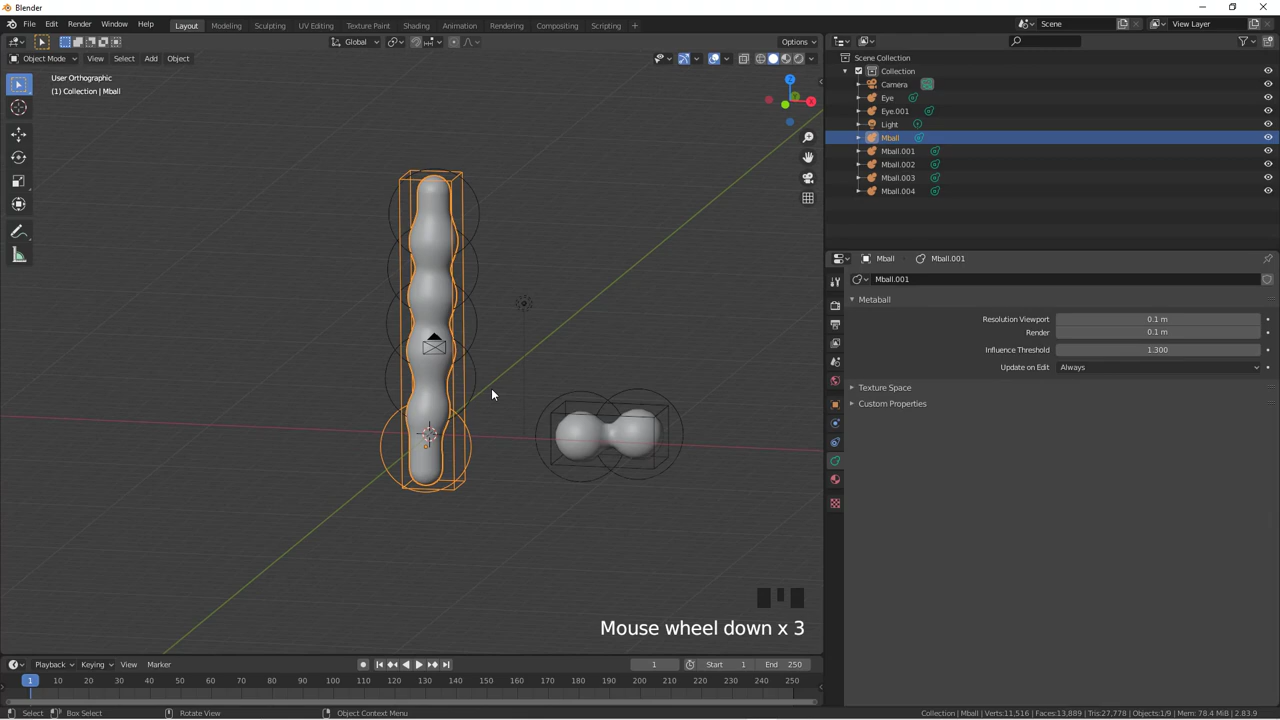 Blender
File Edit Render Window Help Layout Modeling Sculpting UV Editing Texture Paint Shading Animation Rendering Compositing Scripting + Scene View Layer
Global Options
Object Mode View Select Add Object
User Orthographic
(1) Collection | Mball
Z
Y
X
Scene Collection
Collection
Camera
Eye
Eye.001
Light
Mball
Mball.001
Mball.002
Mball.003
Mball.004
Mball Mball.001
Mball.001
Metaball
Resolution Viewport 0.1 m
Render 0.1 m
Influence Threshold 1.300
Update on Edit Always
Texture Space
Custom Properties
Mouse wheel down x 3
Playback Keying View Marker 1 Start 1 End 250
1 10 20 30 40 50 60 70 80 90 100 110 120 130 140 150 160 170 180 190 200 210 220 230 240 250
Select Box Select Rotate View Object Context Menu Collection | Mball | Verts:11,516 | Faces:13,889 | Tris:27,778 | Objects:1/9 | Mem: 78.4 MiB | 2.83.9